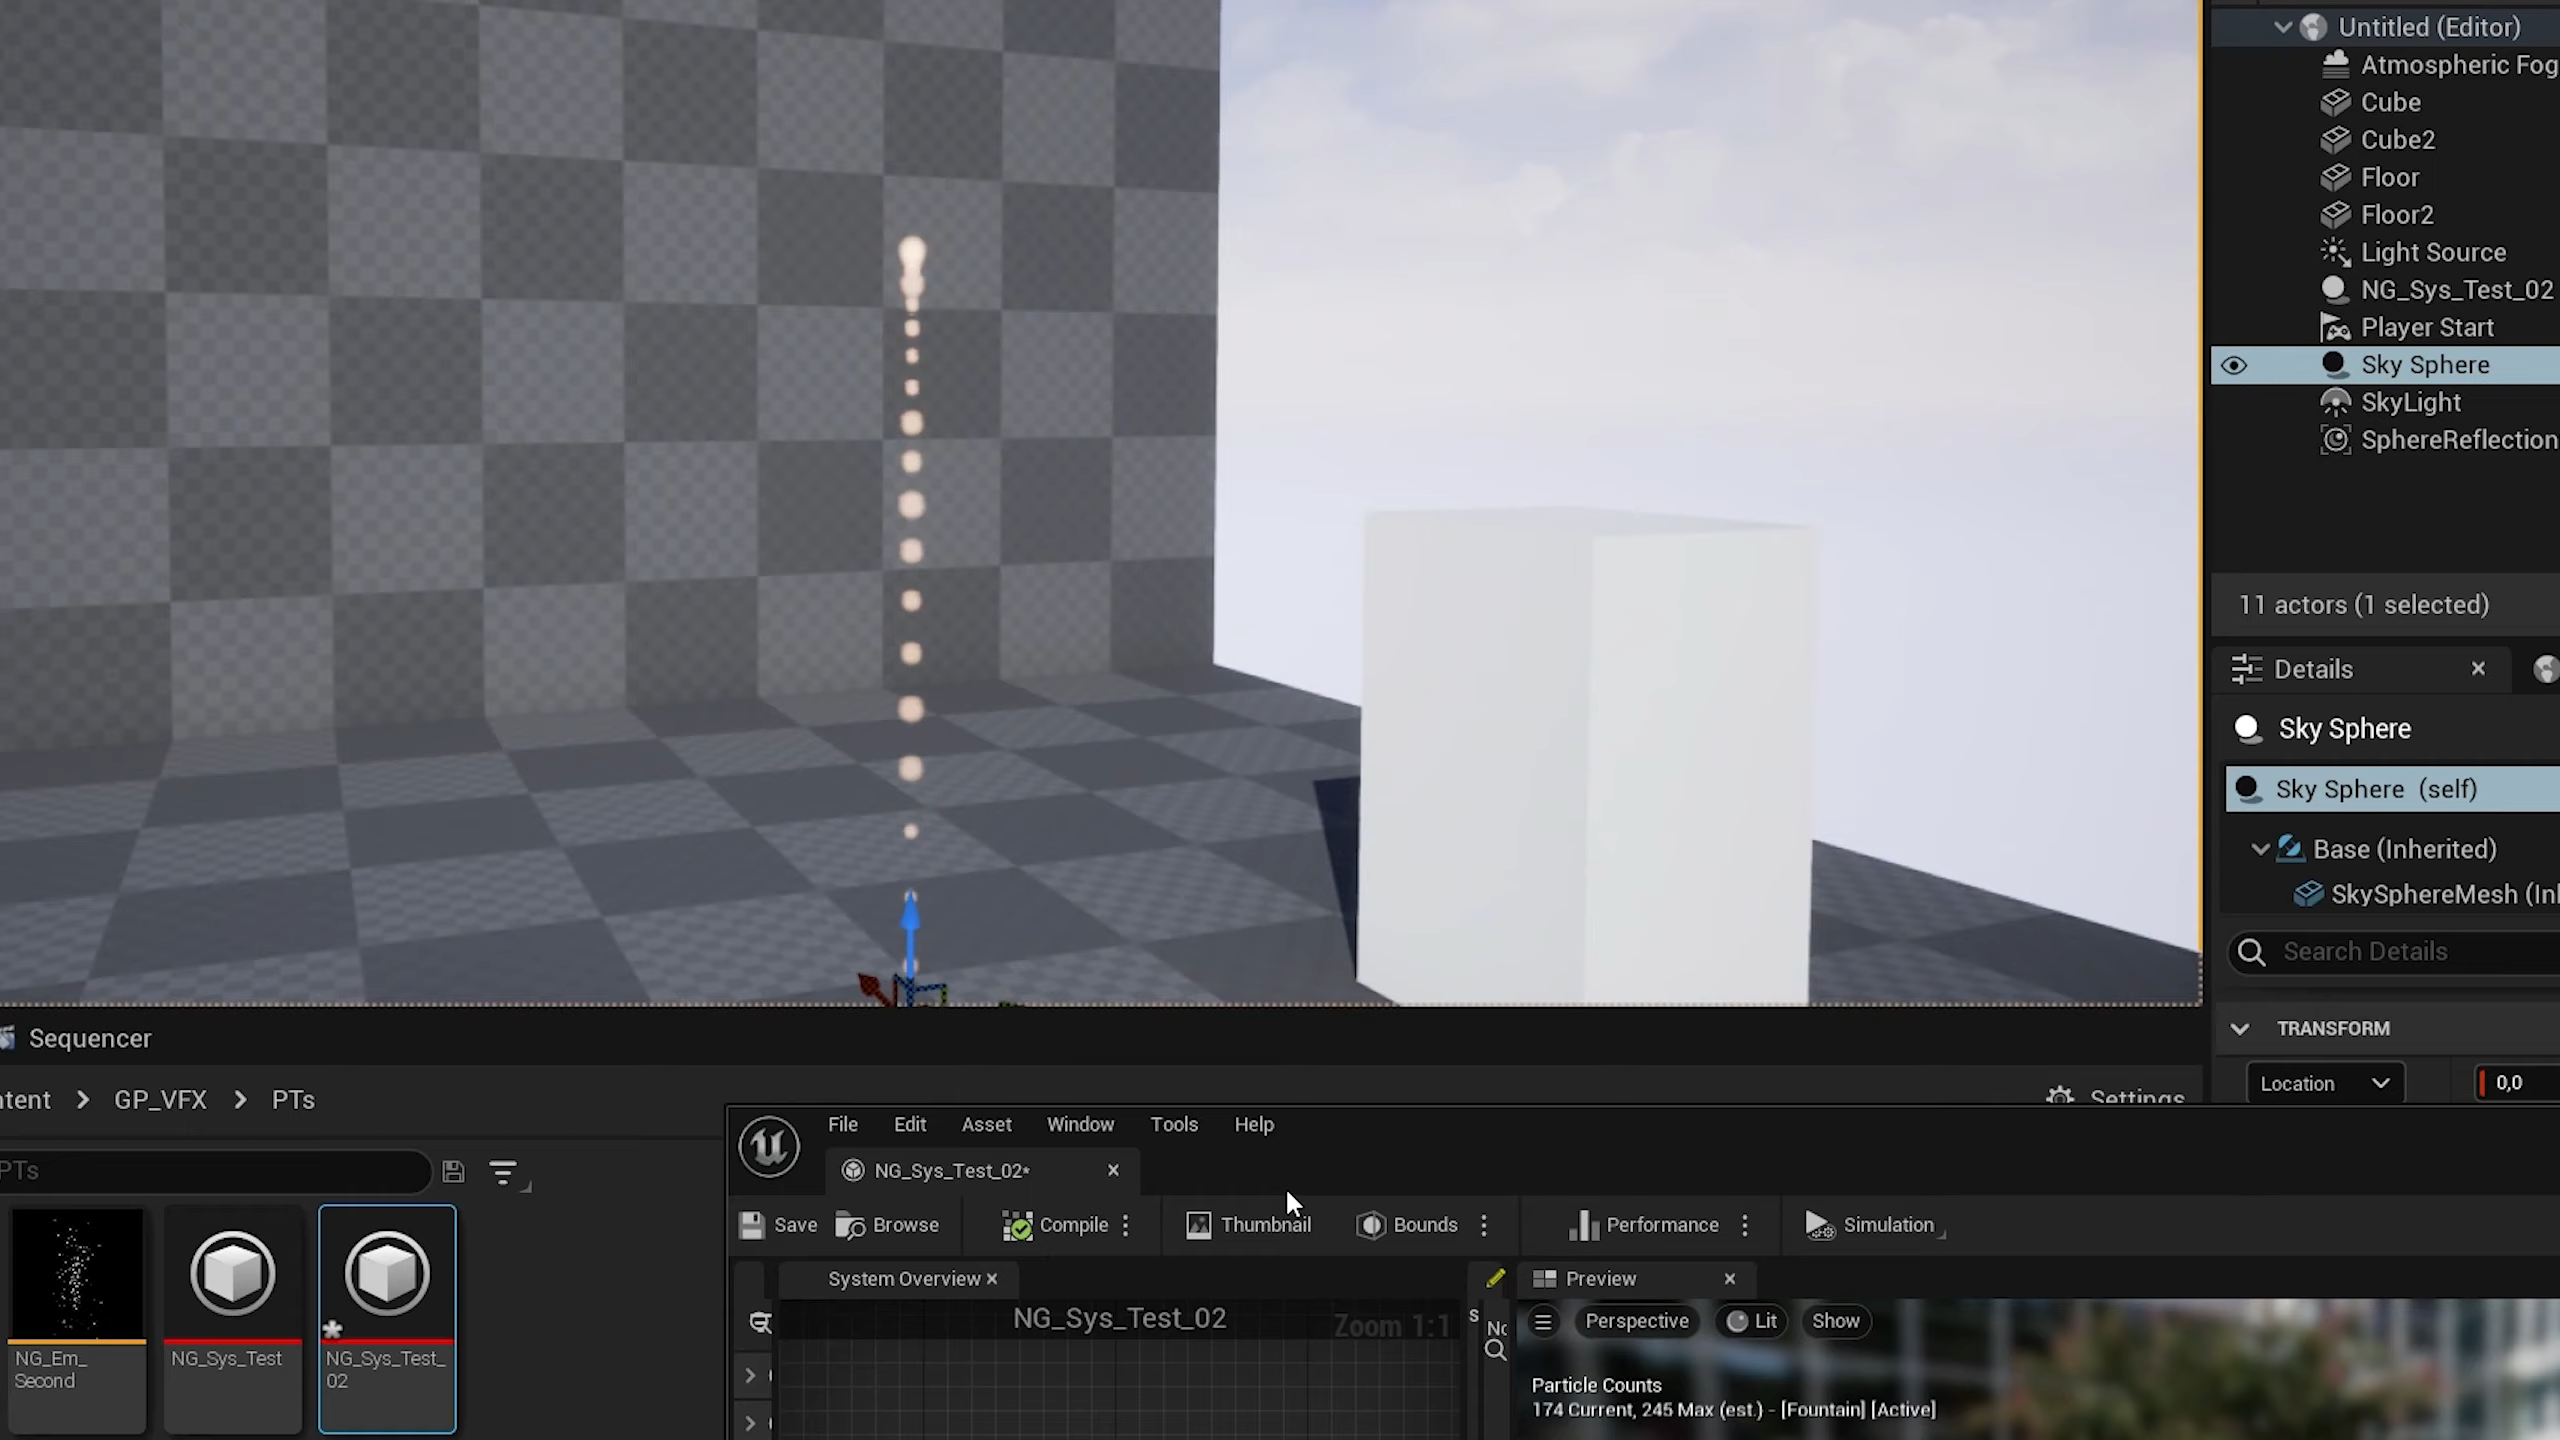 Untitled (Editor)
Atmospheric Fog
Cube
Cube2
Floor
Floor2
Light Source
NG_Sys_Test_02
Player Start
Sky Sphere
SkyLight
SphereReflection
11 actors (1 selected)
Details
Sky Sphere
Sky Sphere (self)
Base (Inherited)
SkySphereMesh (Inl
Search Details
TRANSFORM
Location
0,0
Sequencer
tent > GP_VFX > PTs
Settings
PTs
NG_Em_
Second
NG_Sys_Test
NG_Sys_Test_
02
File Edit Asset Window Tools Help
NG_Sys_Test_02*
Save Browse Compile Thumbnail Bounds Performance Simulation
System Overview
NG_Sys_Test_02
Zoom 1:1
Preview
Perspective Lit Show
Particle Counts
174 Current, 245 Max (est.) - [Fountain] [Active]